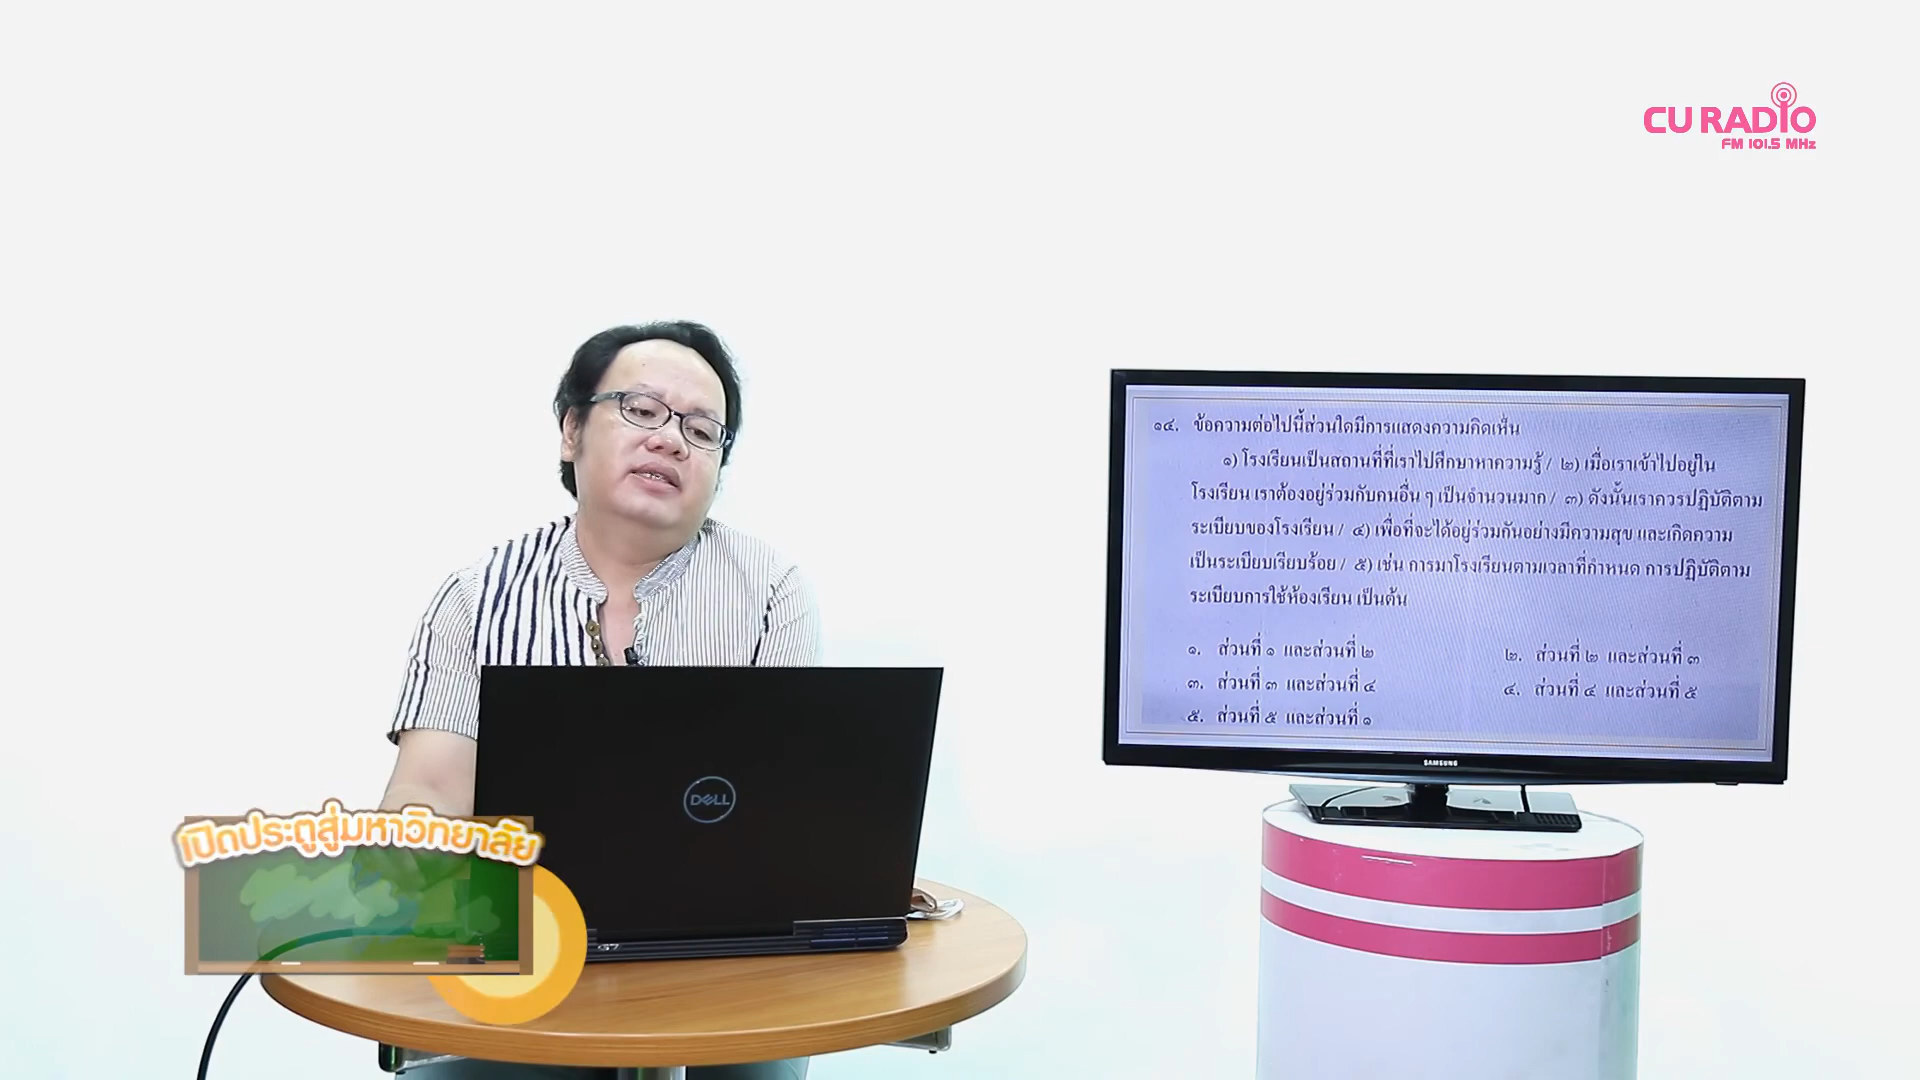 CU RADIO
FM 101.5 MHz
๑๔. ข้อความต่อไปนี้ส่วนใดมีการแสดงความคิดเห็น
๑) โรงเรียนเป็นสถานที่ที่เราไปศึกษาหาความรู้ / ๒) เมื่อเราเข้าไปอยู่ใน
โรงเรียน เราต้องอยู่ร่วมกับคนอื่น ๆ เป็นจำนวนมาก / ๓) ดังนั้นเราควรปฏิบัติตาม
ระเบียบของโรงเรียน / ๔) เพื่อที่จะได้อยู่ร่วมกันอย่างมีความสุข และเกิดความ
เป็นระเบียบเรียบร้อย / ๕) เช่น การมาโรงเรียนตามเวลาที่กำหนด การปฏิบัติตาม
ระเบียบการใช้ห้องเรียน เป็นต้น
๑. ส่วนที่ ๑ และส่วนที่ ๒
๒. ส่วนที่ ๒ และส่วนที่ ๓
๓. ส่วนที่ ๓ และส่วนที่ ๔
๔. ส่วนที่ ๔ และส่วนที่ ๕
๕. ส่วนที่ ๕ และส่วนที่ ๑
SAMSUNG
DELL
G7
เปิดประตูสู่มหาวิทยาลัย